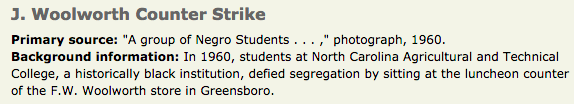 J. Woolworth Counter Strike
Primary source: "A group of Negro Students . . . ," photograph, 1960.
Background information: In 1960, students at North Carolina Agricultural and Technical
College, a historically black institution, defied segregation by sitting at the luncheon counter
of the F.W. Woolworth store in Greensboro.